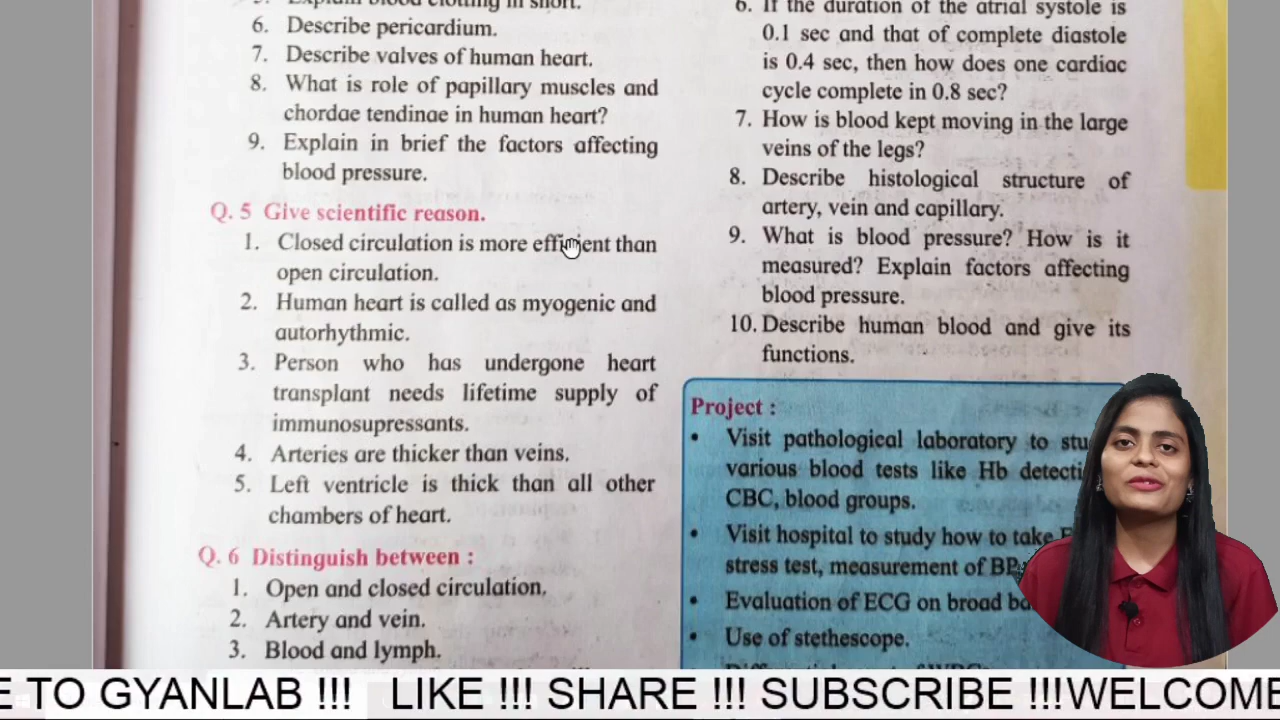 5. Explain blood clotting in short.
6. Describe pericardium.
7. Describe valves of human heart.
8. What is role of papillary muscles and
chordae tendinae in human heart?
9. Explain in brief the factors affecting
blood pressure.
Q. 5 Give scientific reason.
1. Closed circulation is more efficient than
open circulation.
2. Human heart is called as myogenic and
autorhythmic.
3. Person who has undergone heart
transplant needs lifetime supply of
immunosupressants.
4. Arteries are thicker than veins.
5. Left ventricle is thick than all other
chambers of heart.
Q. 6 Distinguish between :
1. Open and closed circulation.
2. Artery and vein.
3. Blood and lymph.
6. If the duration of the atrial systole is
0.1 sec and that of complete diastole
is 0.4 sec, then how does one cardiac
cycle complete in 0.8 sec?
7. How is blood kept moving in the large
veins of the legs?
8. Describe histological structure of
artery, vein and capillary.
9. What is blood pressure? How is it
measured? Explain factors affecting
blood pressure.
10. Describe human blood and give its
functions.
Project :
• Visit pathological laboratory to
various blood tests like Hb
CBC, blood groups.
• Visit hospital to study how to take
stress test, measurement of BP
• Evaluation of ECG on broad
• Use of stethescope.
E TO GYANLAB !!! LIKE !!! SHARE !!! SUBSCRIBE !!!WELCOME